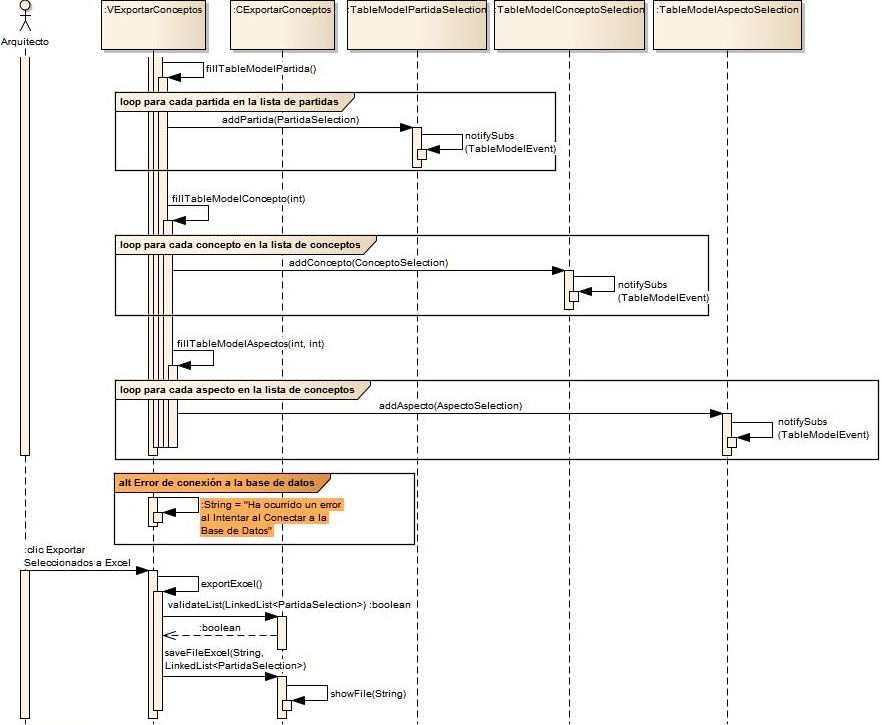 :VExportarConceptos
:CExportarConceptos
:TableModelPartidaSelection
:TableModelConceptoSelection
:TableModelAspectoSelection
Arquitecto
fillTableModelPartida()
loop para cada partida en la lista de partidas
addPartida(PartidaSelection)
notifySubs
(TableModelEvent)
fillTableModelConcepto(int)
loop para cada concepto en la lista de conceptos
addConcepto(ConceptoSelection)
notifySubs
(TableModelEvent)
fillTableModelAspectos(int, int)
loop para cada aspecto en la lista de conceptos
addAspecto(AspectoSelection)
notifySubs
(TableModelEvent)
alt Error de conexión a la base de datos
:String = "Ha ocurrido un error
al Intentar al Conectar a la
Base de Datos"
:clic Exportar
Seleccionados a Excel
exportExcel()
validateList(LinkedList<PartidaSelection>) :boolean
:boolean
saveFileExcel(String,
LinkedList<PartidaSelection>)
showFile(String)